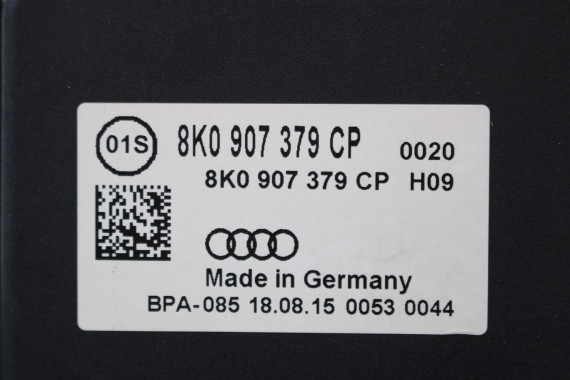 01S 8K0 907 379 CP 0020
8K0 907 379 CP H09
Made in Germany
BPA-085 18.08.15 0053 0044